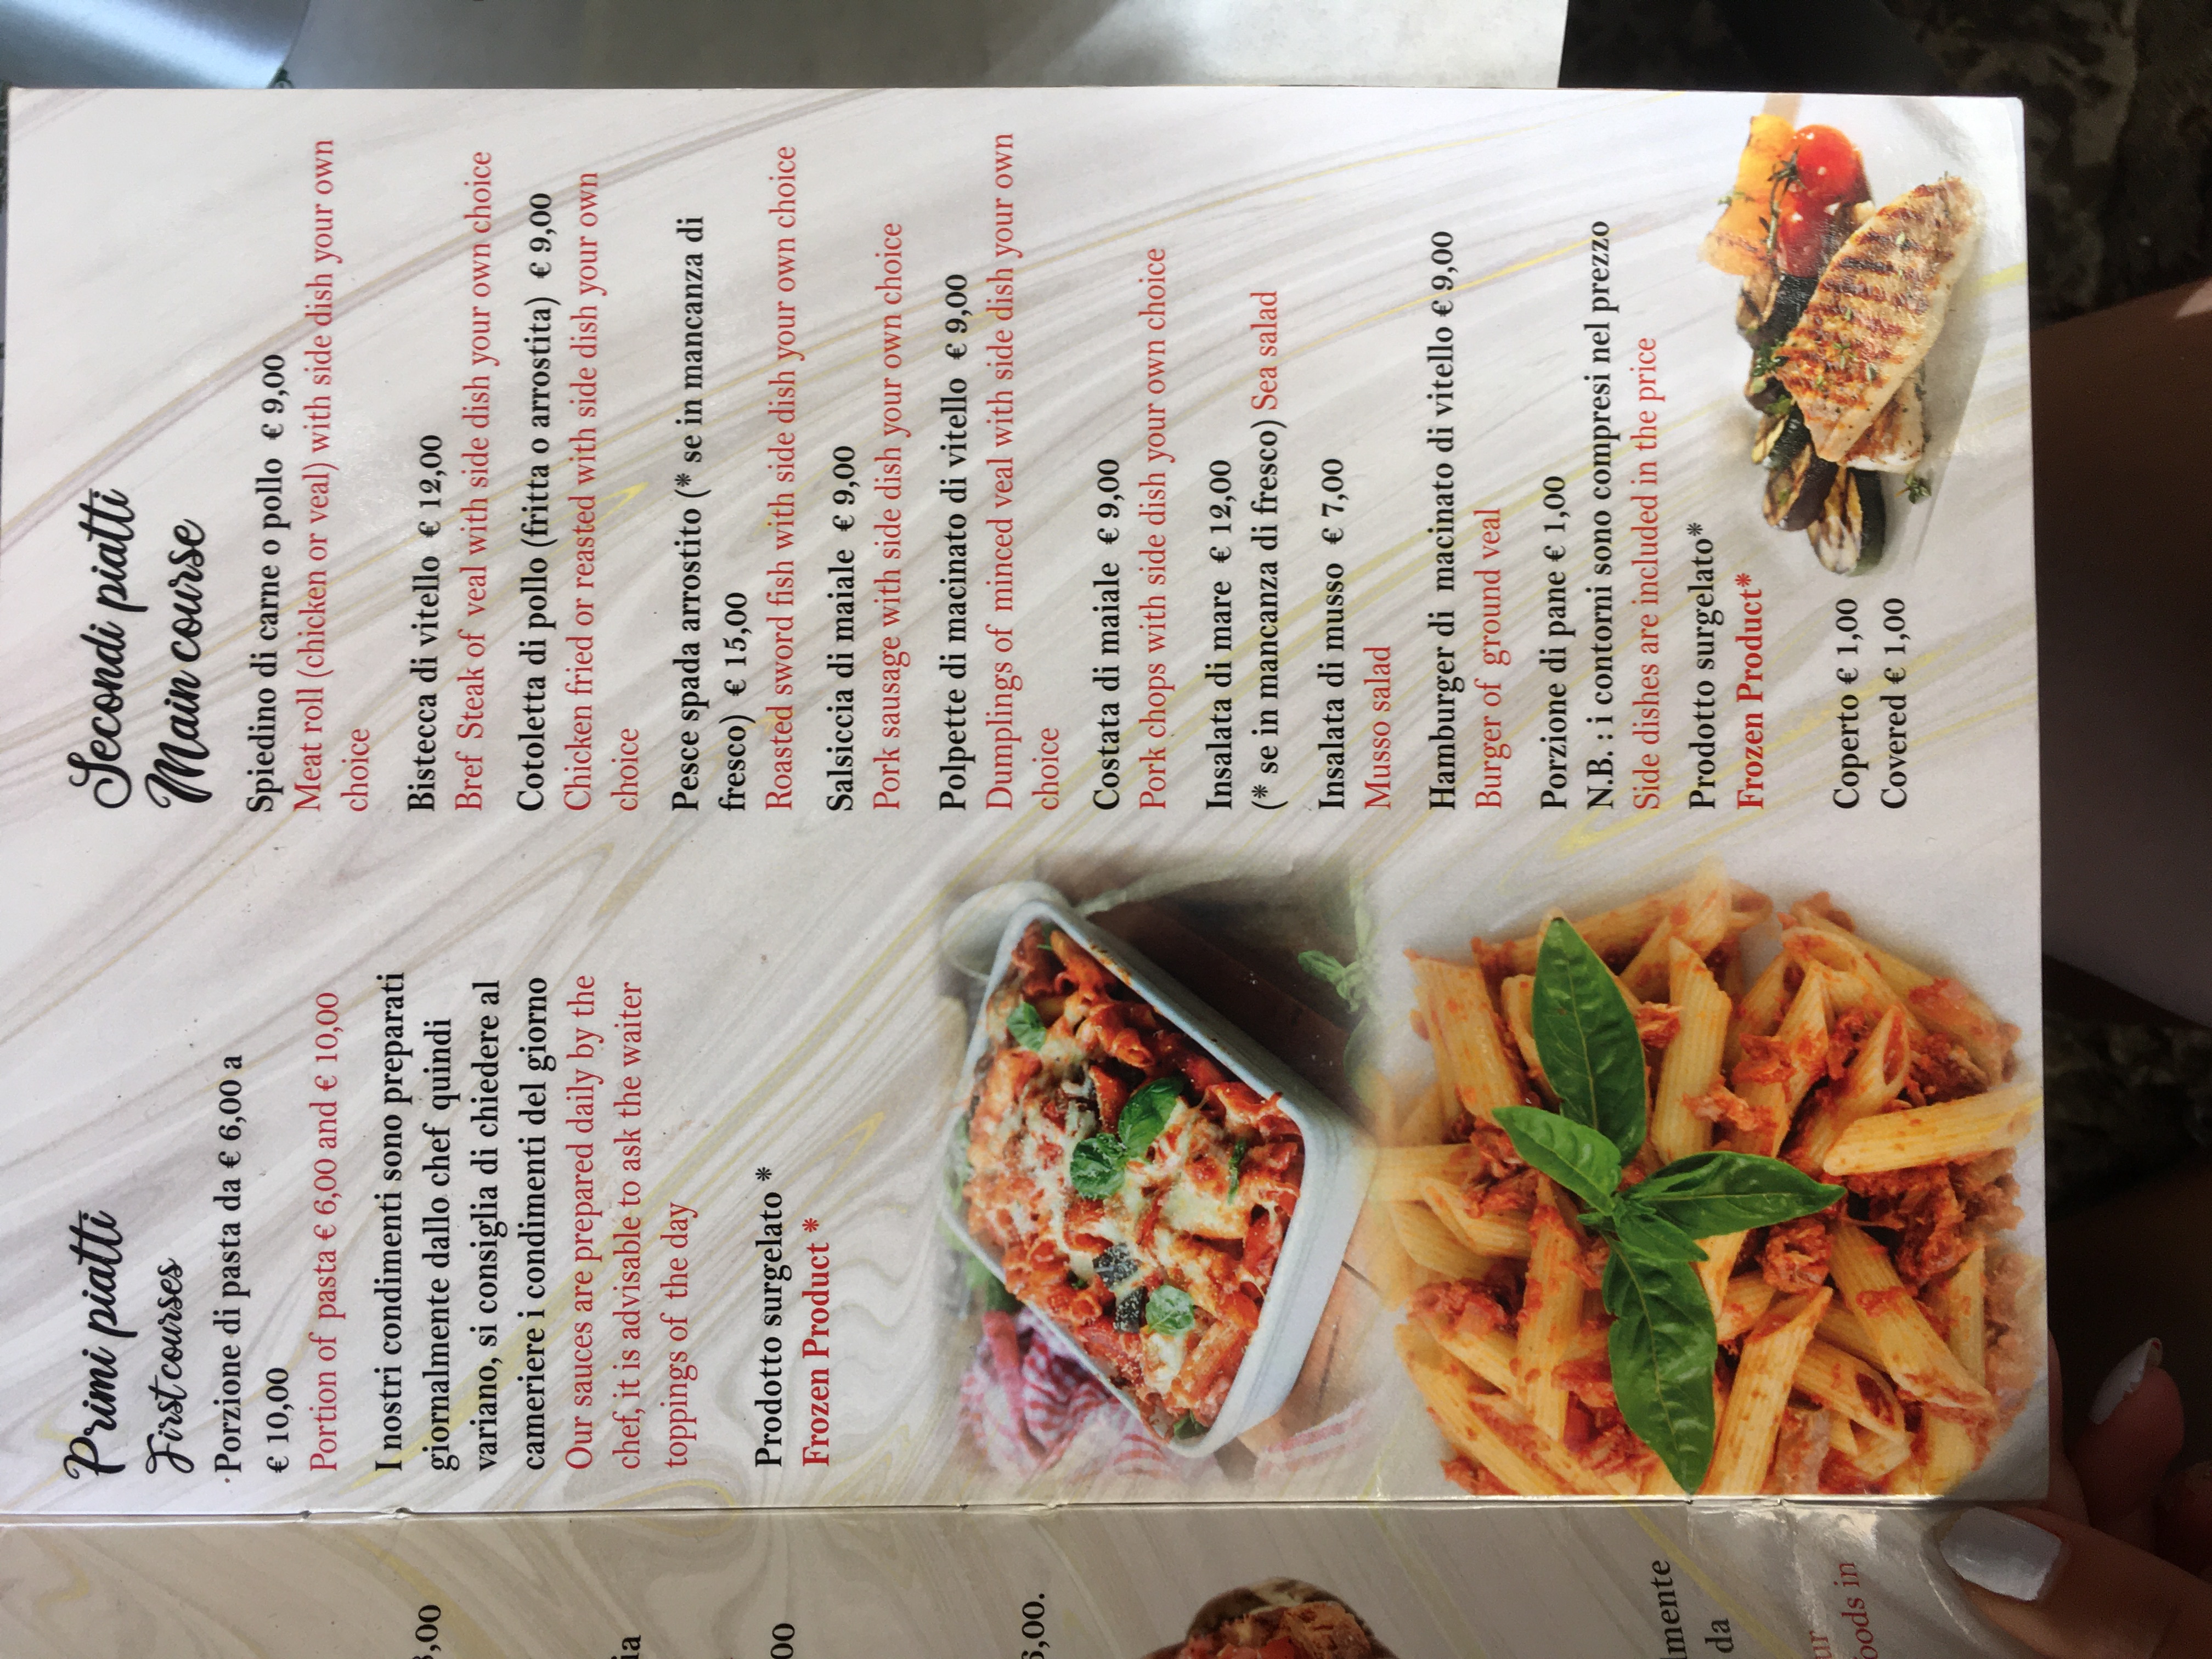 Primi piatti
First courses
Porzione di pasta da € 6,00 a
€ 10,00
Portion of pasta € 6,00 and € 10,00
I nostri condimenti sono preparati
giornalmente dallo chef quindi
variano, si consiglia di chiedere al
cameriere i condimenti del giorno
Our sauces are prepared daily by the
chef, it is advisable to ask the waiter
toppings of the day
Prodotto surgelato *
Frozen Product *
Secondi piatti
Main course
Spiedino di carne o pollo € 9,00
Meat roll (chicken or veal) with side dish your own
choice
Bistecca di vitello € 12,00
Bref Steak of veal with side dish your own choice
Cotoletta di pollo (fritta o arrostita) € 9,00
Chicken fried or reasted with side dish your own
choice
Pesce spada arrostito (* se in mancanza di
fresco) € 15,00
Roasted sword fish with side dish your own choice
Salsiccia di maiale € 9,00
Pork sausage with side dish your own choice
Polpette di macinato di vitello € 9,00
Dumplings of minced veal with side dish your own
choice
Costata di maiale € 9,00
Pork chops with side dish your own choice
Insalata di mare € 12,00
(* se in mancanza di fresco) Sea salad
Insalata di musso € 7,00
Musso salad
Hamburger di macinato di vitello € 9,00
Burger of ground veal
Porzione di pane € 1,00
N.B. : i contorni sono compresi nel prezzo
Side dishes are included in the price
Prodotto surgelato*
Frozen Product*
Coperto € 1,00
Covered € 1,00
,00
ia
00
,00.
lmente
da
ur
oods in